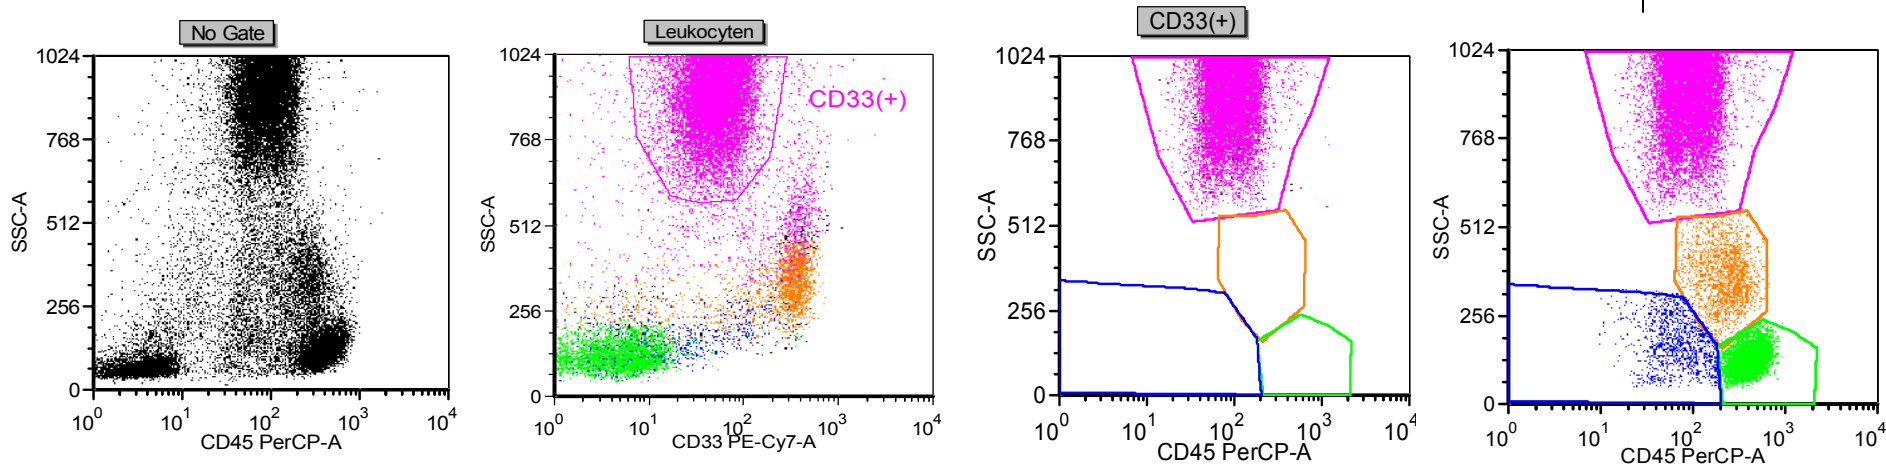 No Gate
1024
768
512
256
0
SSC-A
10^0 10^1 10^2 10^3 10^4
CD45 PerCP-A
Leukocyten
1024
768
512
256
0
SSC-A
CD33(+)
10^0 10^1 10^2 10^3 10^4
CD33 PE-Cy7-A
CD33(+)
1024
768
512
256
0
SSC-A
10^0 10^1 10^2 10^3 10^4
CD45 PerCP-A
1024
768
512
256
0
SSC-A
10^0 10^1 10^2 10^3 10^4
CD45 PerCP-A